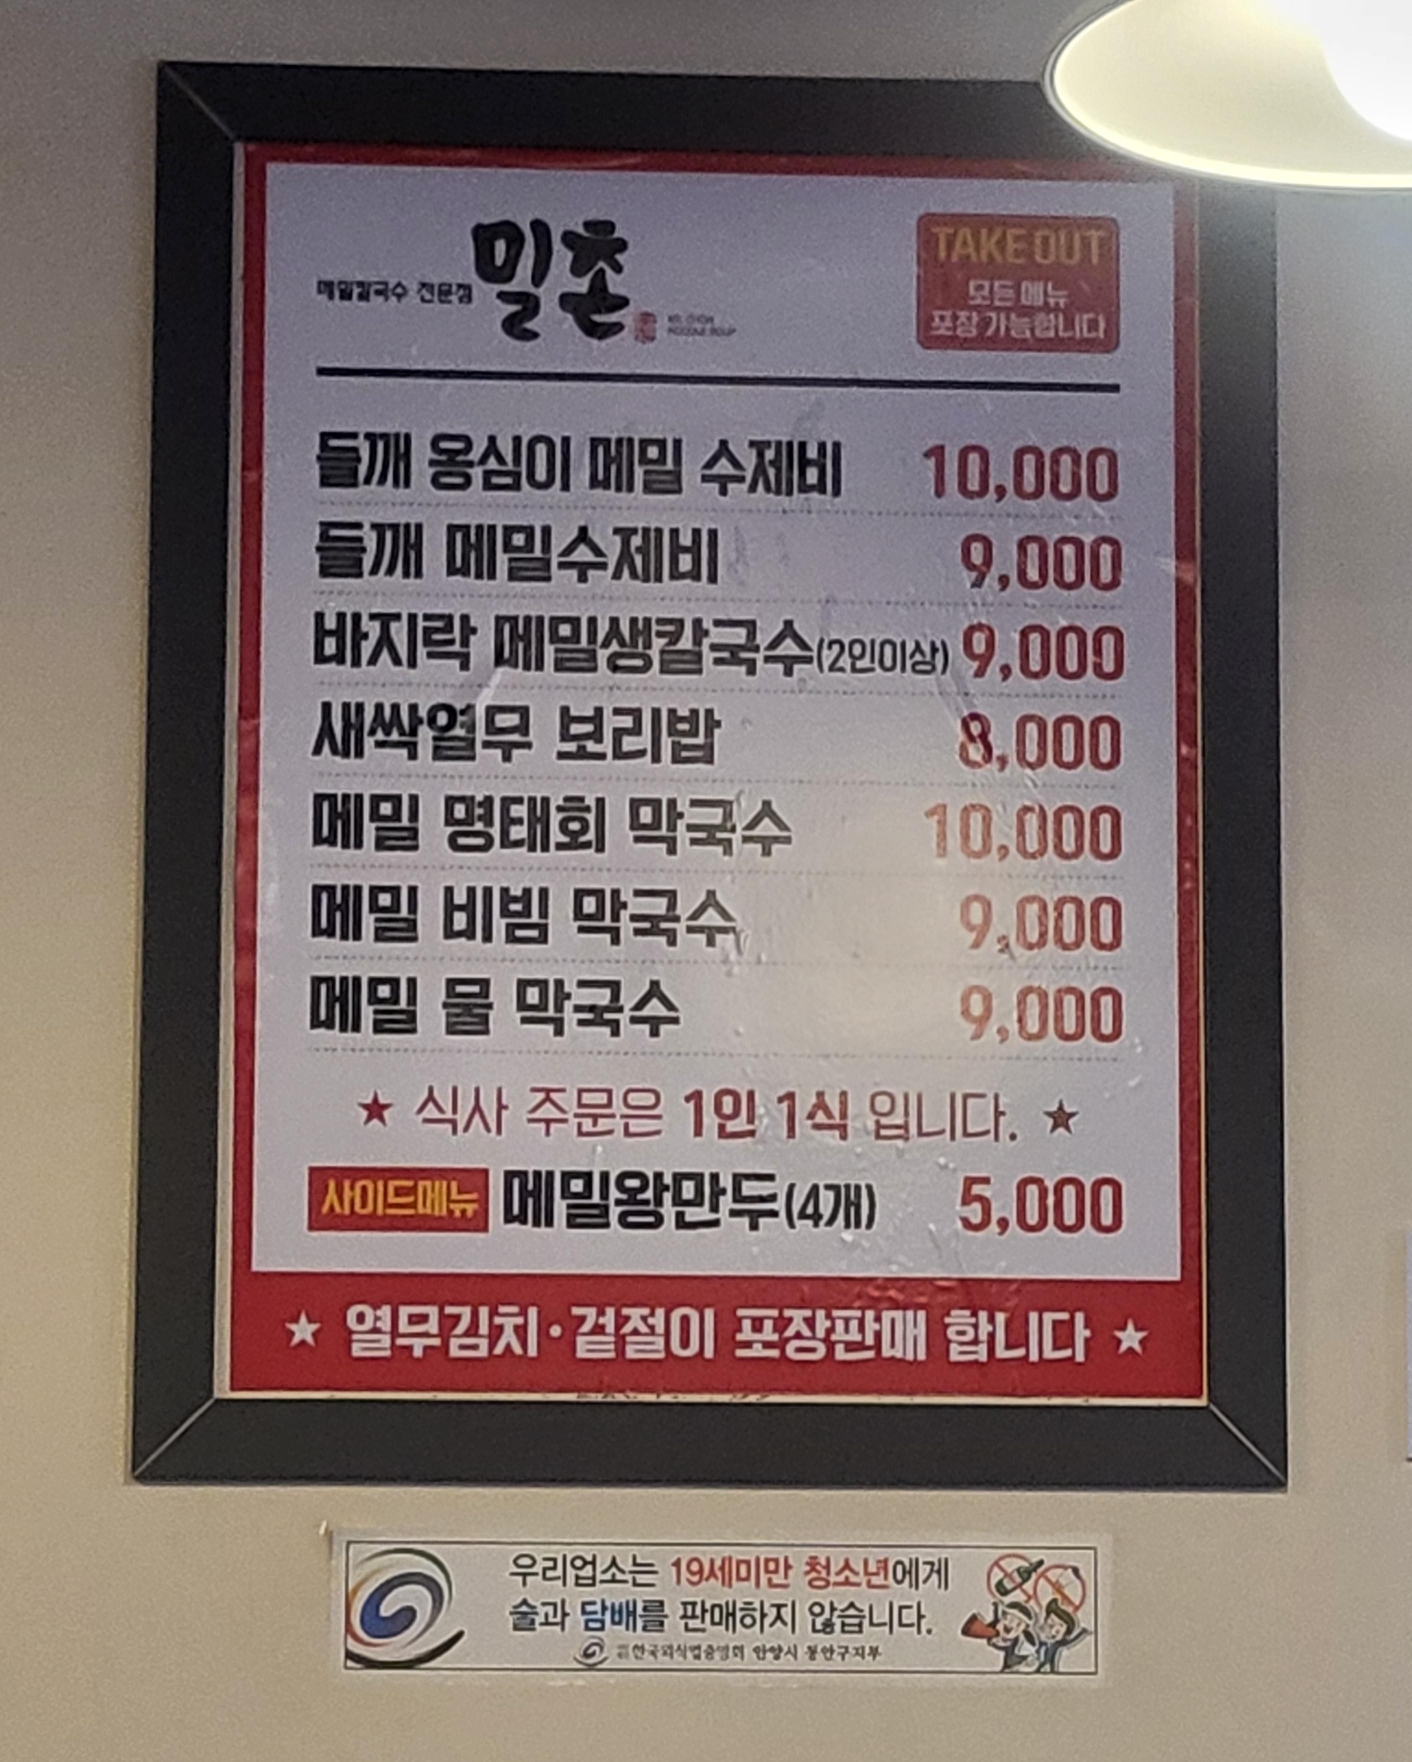 메밀칼국수 전문점 밀촌
TAKE OUT
모든 메뉴
포장 가능합니다
들깨 옹심이 메밀 수제비 10,000
들깨 메밀수제비 9,000
바지락 메밀생칼국수(2인이상) 9,000
새싹열무 보리밥 8,000
메밀 명태회 막국수 10,000
메밀 비빔 막국수 9,000
메밀 물 막국수 9,000
★ 식사 주문은 1인 1식 입니다. ★
사이드메뉴 메밀왕만두(4개) 5,000
★ 열무김치·겉절이 포장판매 합니다 ★
우리업소는 19세미만 청소년에게
술과 담배를 판매하지 않습니다.
한국외식업중앙회 안양시 동안구지부